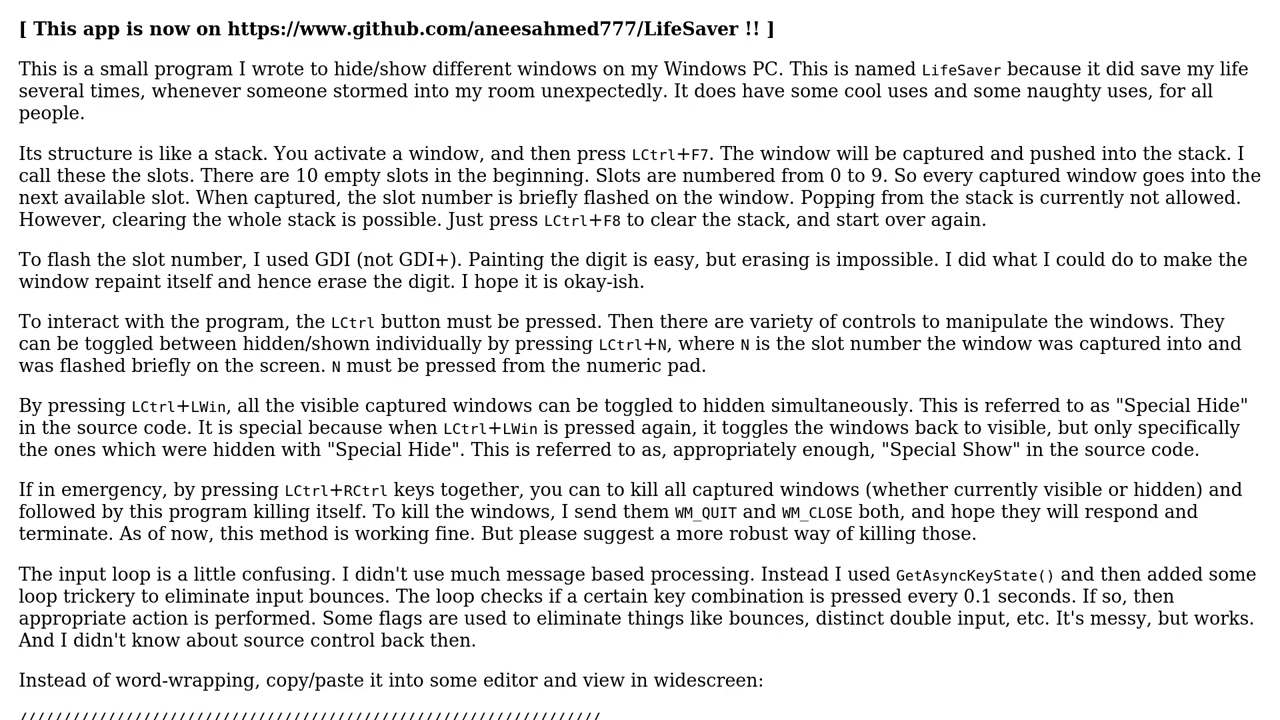 [ This app is now on https://www.github.com/aneesahmed777/LifeSaver !! ]
This is a small program I wrote to hide/show different windows on my Windows PC. This is named LifeSaver because it did save my life
several times, whenever someone stormed into my room unexpectedly. It does have some cool uses and some naughty uses, for all
people.
Its structure is like a stack. You activate a window, and then press LCtrl+F7. The window will be captured and pushed into the stack. I
call these the slots. There are 10 empty slots in the beginning. Slots are numbered from 0 to 9. So every captured window goes into the
next available slot. When captured, the slot number is briefly flashed on the window. Popping from the stack is currently not allowed.
However, clearing the whole stack is possible. Just press LCtrl+F8 to clear the stack, and start over again.
To flash the slot number, I used GDI (not GDI+). Painting the digit is easy, but erasing is impossible. I did what I could do to make the
window repaint itself and hence erase the digit. I hope it is okay-ish.
To interact with the program, the LCtrl button must be pressed. Then there are variety of controls to manipulate the windows. They
can be toggled between hidden/shown individually by pressing LCtrl+N, where N is the slot number the window was captured into and
was flashed briefly on the screen. N must be pressed from the numeric pad.
By pressing LCtrl+LWin, all the visible captured windows can be toggled to hidden simultaneously. This is referred to as "Special Hide"
in the source code. It is special because when LCtrl+LWin is pressed again, it toggles the windows back to visible, but only specifically
the ones which were hidden with "Special Hide". This is referred to as, appropriately enough, "Special Show" in the source code.
If in emergency, by pressing LCtrl+RCtrl keys together, you can to kill all captured windows (whether currently visible or hidden) and
followed by this program killing itself. To kill the windows, I send them WM_QUIT and WM_CLOSE both, and hope they will respond and
terminate. As of now, this method is working fine. But please suggest a more robust way of killing those.
The input loop is a little confusing. I didn't use much message based processing. Instead I used GetAsyncKeyState() and then added some
loop trickery to eliminate input bounces. The loop checks if a certain key combination is pressed every 0.1 seconds. If so, then
appropriate action is performed. Some flags are used to eliminate things like bounces, distinct double input, etc. It's messy, but works.
And I didn't know about source control back then.
Instead of word-wrapping, copy/paste it into some editor and view in widescreen:
//////////////////////////////////////////////////////////////////